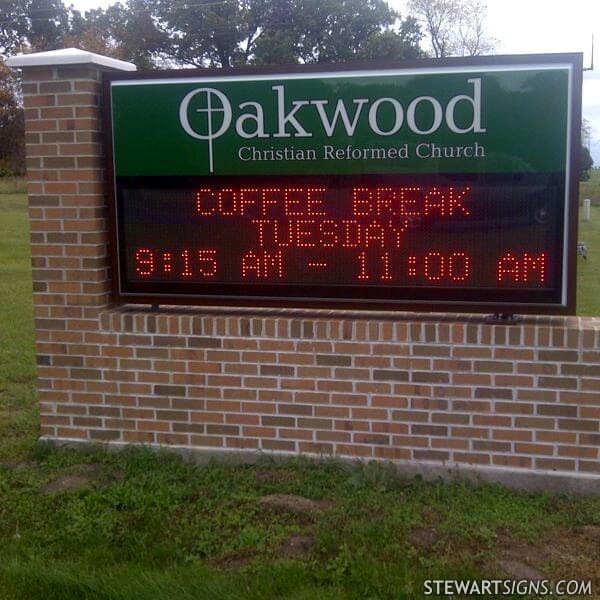 Oakwood
Christian Reformed Church
COFFEE BREAK
TUESDAY
9:15 AM - 11:00 AM
STEWARTSIGNS.COM